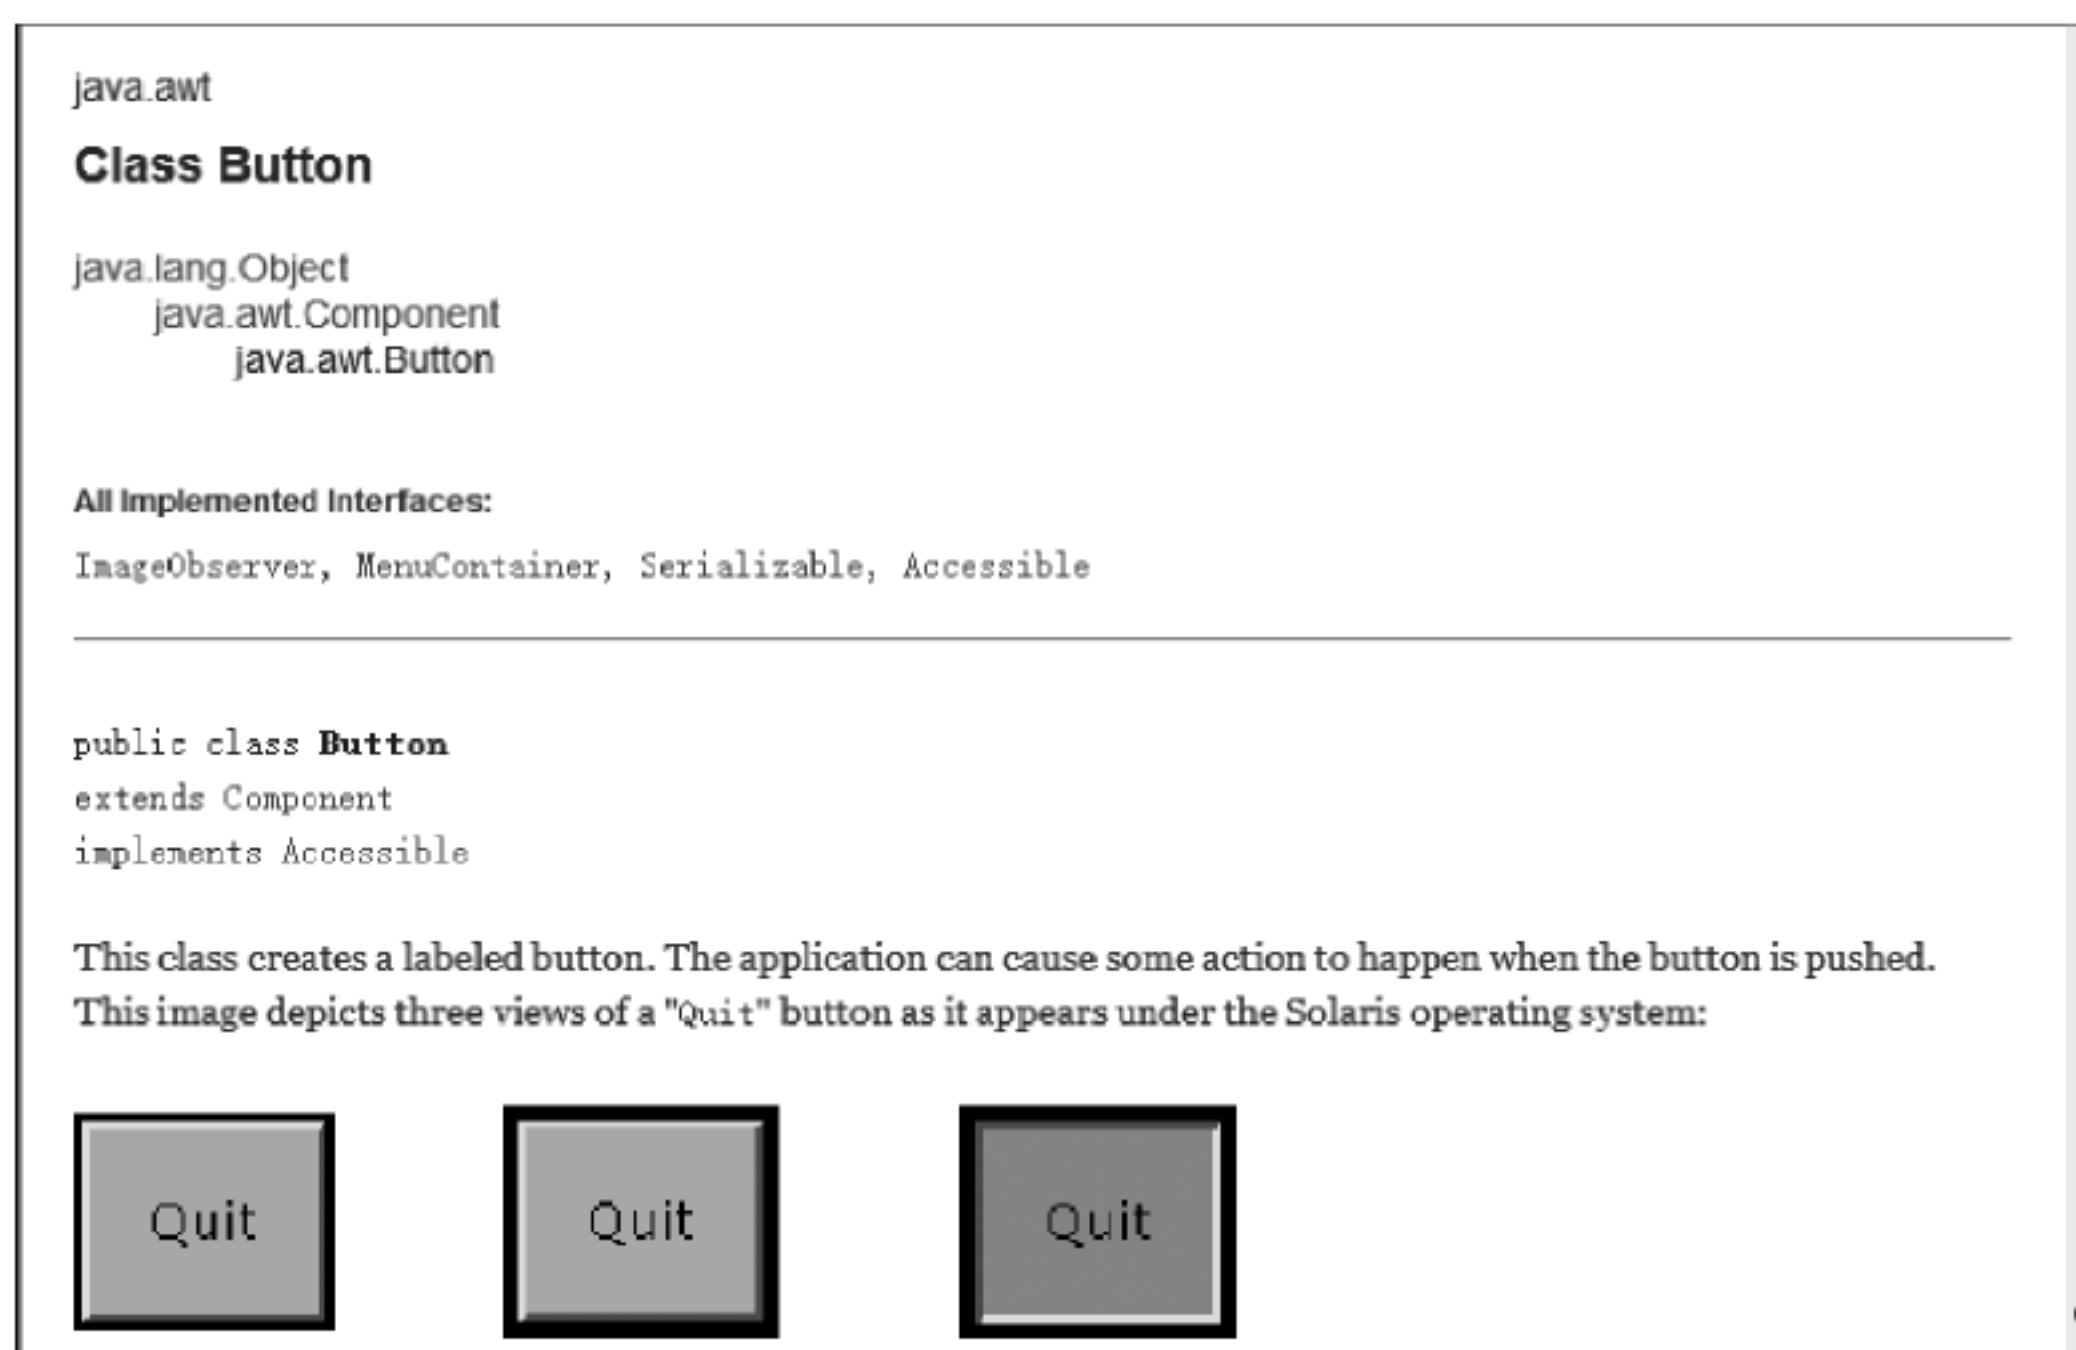 java.awt
Class Button
java.lang.Object
java.awt.Component
java.awt.Button
All Implemented Interfaces:
ImageObserver, MenuContainer, Serializable, Accessible
public class Button
extends Component
implements Accessible
This class creates a labeled button. The application can cause some action to happen when the button is pushed.
This image depicts three views of a "Quit" button as it appears under the Solaris operating system:
Quit Quit Quit